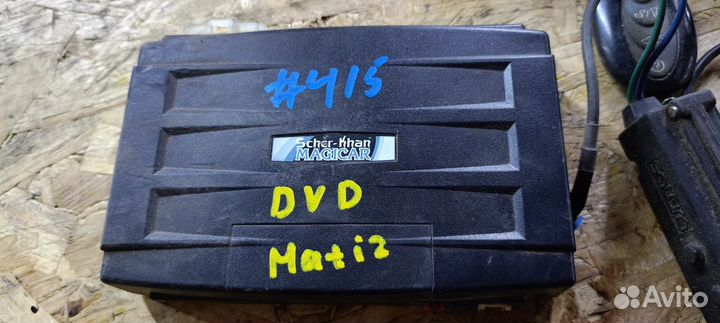 #415
Scher-Khan
MAGICAR
DVD
Matiz
Avito